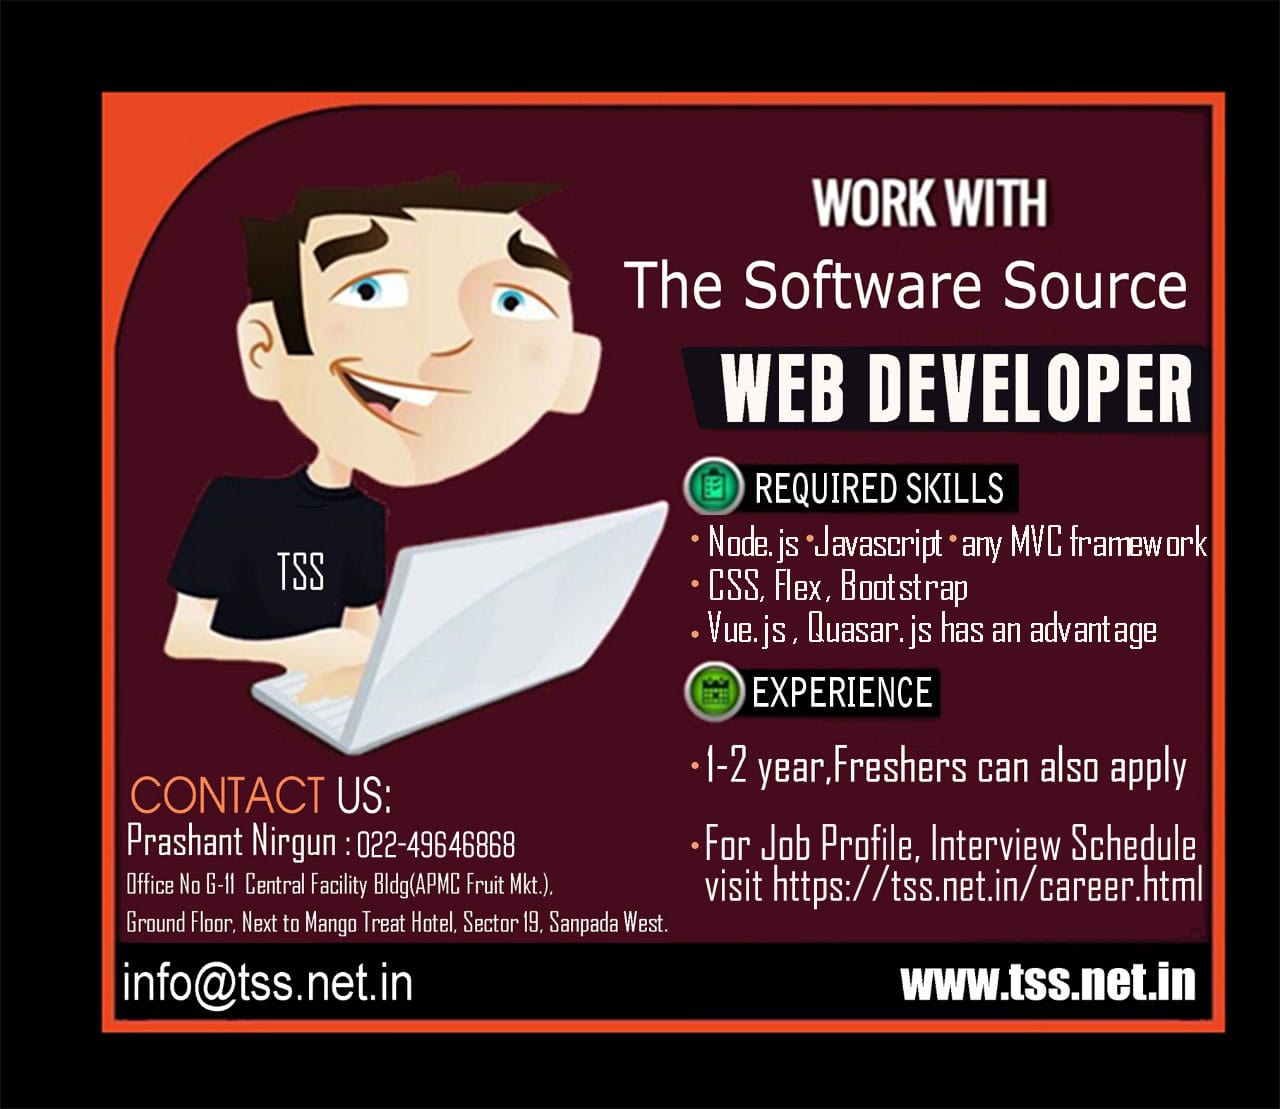 WORK WITH
The Software Source
WEB DEVELOPER
REQUIRED SKILLS
• Node.js •Javascript •any MVC framework
• CSS, Flex, Bootstrap
• Vue.js , Quasar.js has an advantage
EXPERIENCE
•1-2 year,Freshers can also apply
•For Job Profile, Interview Schedule
visit https://tss.net.in/career.html
TSS
CONTACT US:
Prashant Nirgun : 022-49646868
Office No G-11 Central Facility Bldg(APMC Fruit Mkt.),
Ground Floor, Next to Mango Treat Hotel, Sector 19, Sanpada West.
info@tss.net.in
www.tss.net.in